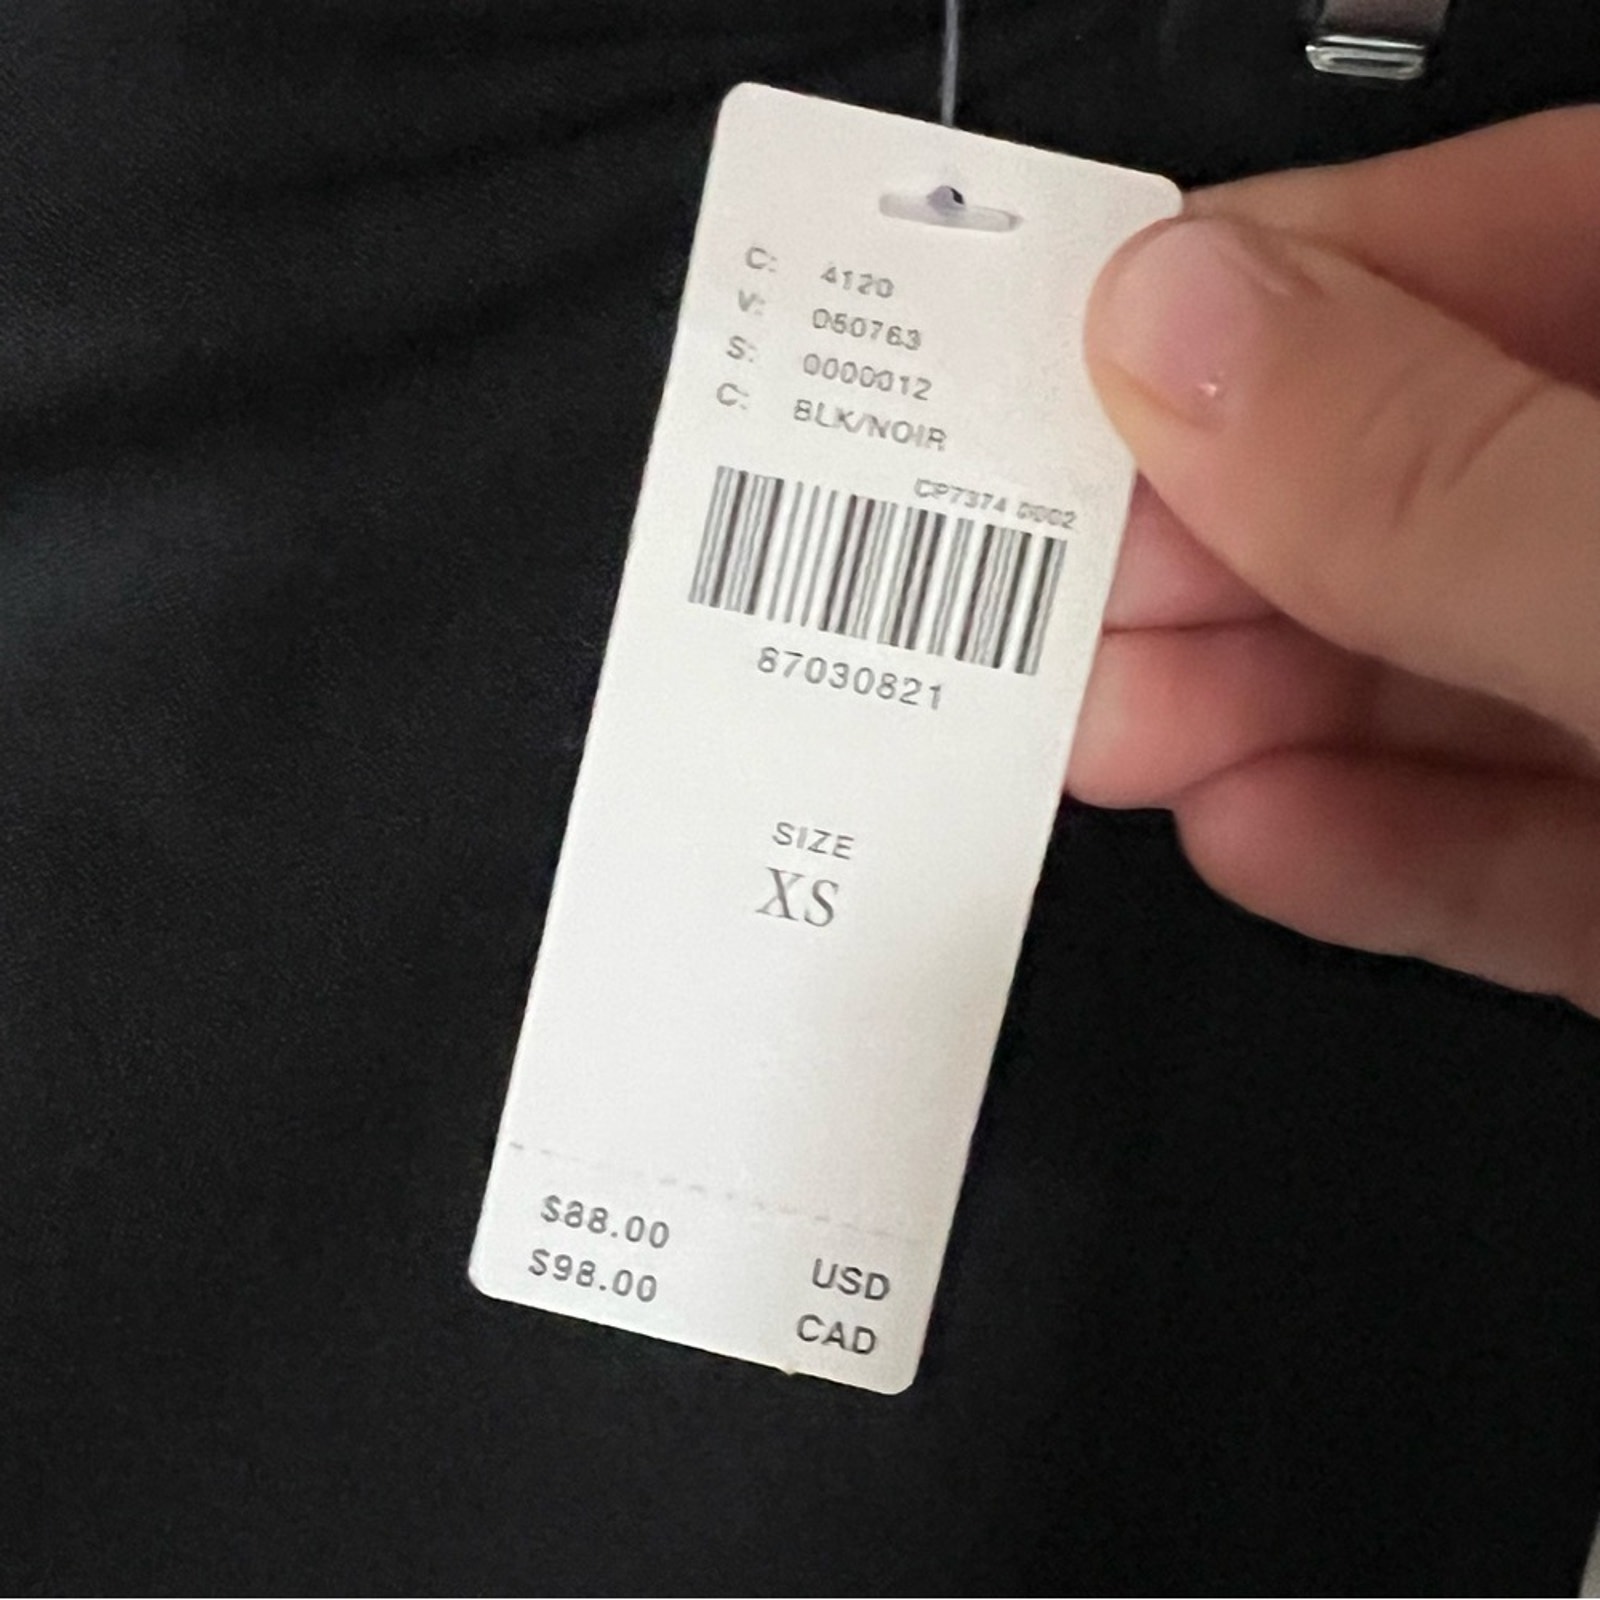 C: 4120
V: 050763
S: 0000012
C: BLK/NOIR
CP7374 0002
87030821
SIZE
XS
$88.00 USD
$98.00 CAD